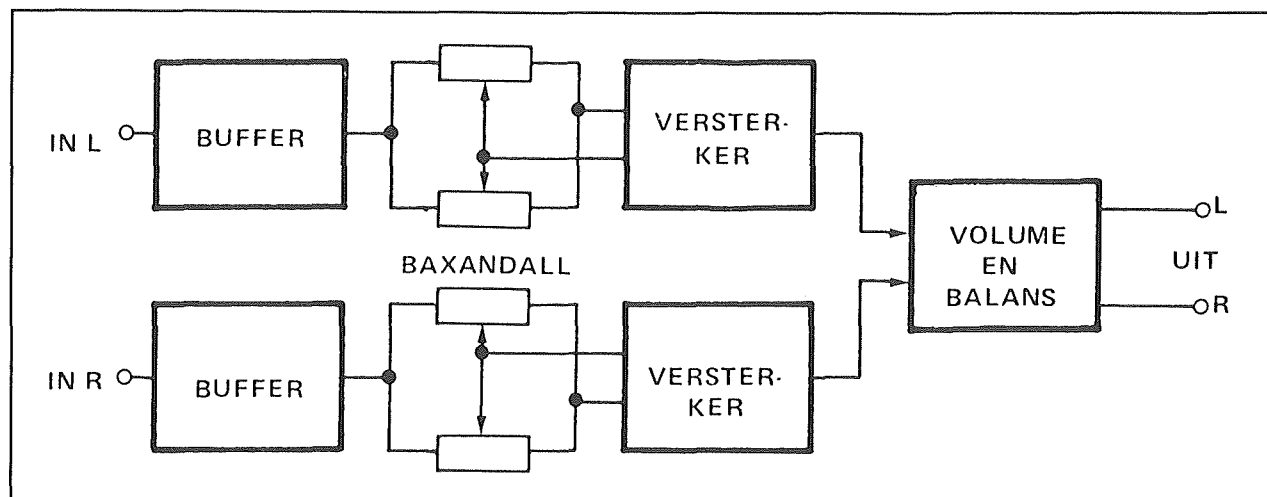 IN L
BUFFER
VERSTER-
KER
BAXANDALL
VOLUME
EN
BALANS
L
UIT
R
IN R
BUFFER
VERSTER-
KER